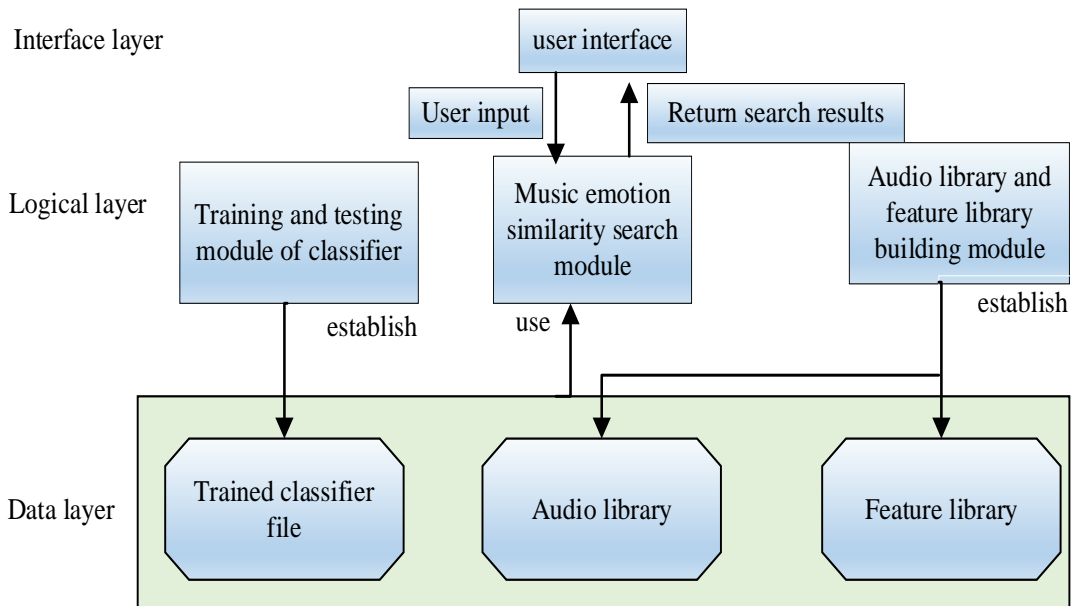 Interface layer
user interface
User input
Return search results
Logical layer
Training and testing
module of classifier
Music emotion
similarity search
module
Audio library and
feature library
building module
establish
use
establish
Data layer
Trained classifier
file
Audio library
Feature library